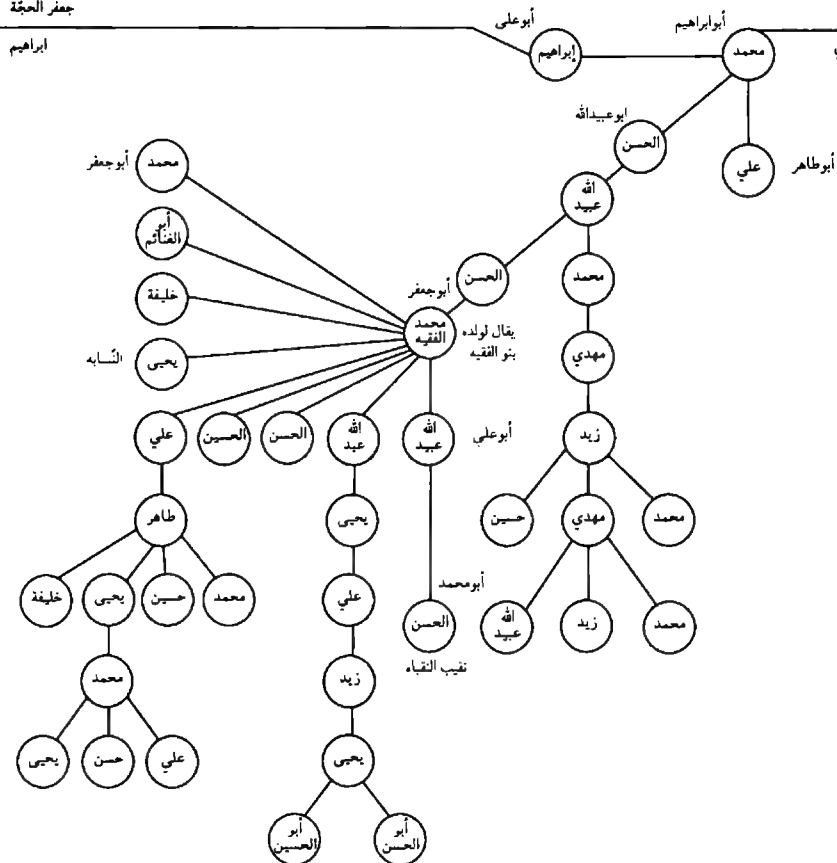 جعفر الحجّة
ابراهيم
أبوعلى
إبراهيم
أبوابراهيم
محمد
ابوعبيدالله
الحسن
علي
أبوطاهر
الله
عبيد
محمد
أبوجعفر
أبو
الغنائم
خليفة
يحيى
النّسابه
الحسن
أبوجعفر
محمد
الفقيه
يقال لولده
بنو الفقيه
محمد
مهدي
زيد
علي
الحسين
الحسن
الله
عبد
الله
عبيد
أبوعلي
حسين
مهدي
محمد
طاهر
يحيى
خليفة
يحيى
حسين
محمد
علي
أبومحمد
الحسن
نقيب النقباء
الله
عبيد
زيد
محمد
محمد
زيد
يحيى
حسن
علي
يحيى
أبو
الحسين
أبو
الحسن